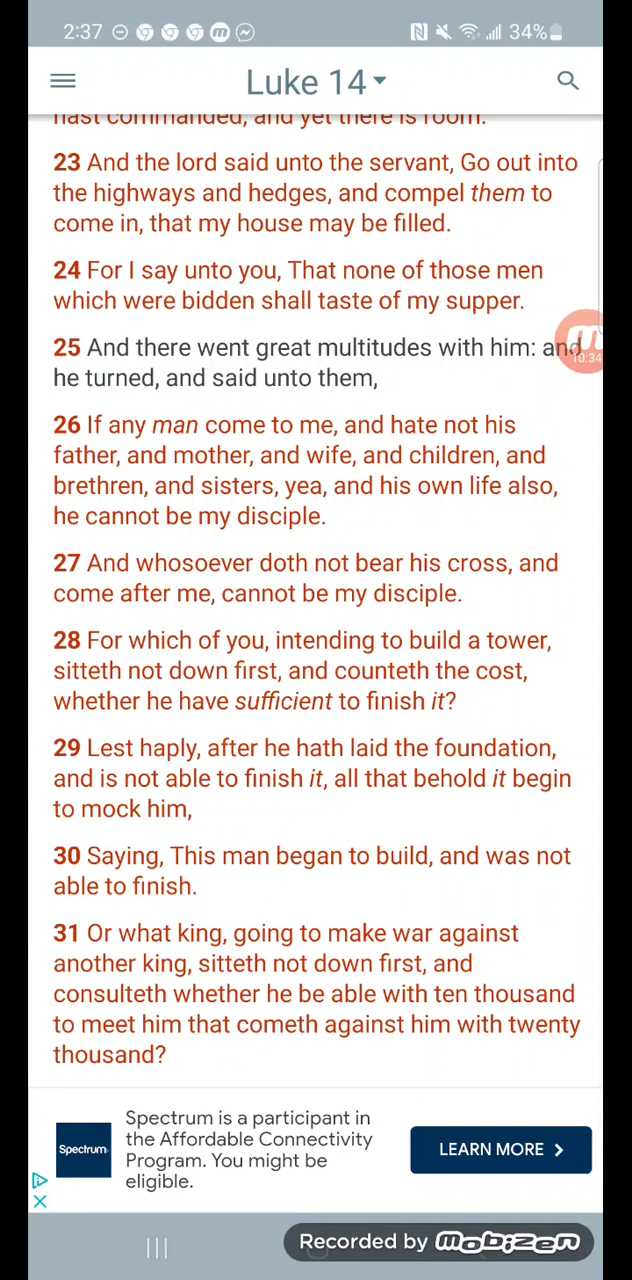 2:37
34%
Luke 14
hast commanded, and yet there is room.
23 And the lord said unto the servant, Go out into
the highways and hedges, and compel them to
come in, that my house may be filled.
24 For I say unto you, That none of those men
which were bidden shall taste of my supper.
25 And there went great multitudes with him: and
10:34
he turned, and said unto them,
26 If any man come to me, and hate not his
father, and mother, and wife, and children, and
brethren, and sisters, yea, and his own life also,
he cannot be my disciple.
27 And whosoever doth not bear his cross, and
come after me, cannot be my disciple.
28 For which of you, intending to build a tower,
sitteth not down first, and counteth the cost,
whether he have sufficient to finish it?
29 Lest haply, after he hath laid the foundation,
and is not able to finish it, all that behold it begin
to mock him,
30 Saying, This man began to build, and was not
able to finish.
31 Or what king, going to make war against
another king, sitteth not down first, and
consulteth whether he be able with ten thousand
to meet him that cometh against him with twenty
thousand?
Spectrum
Spectrum is a participant in
the Affordable Connectivity
Program. You might be
eligible.
LEARN MORE
Recorded by Mobizen